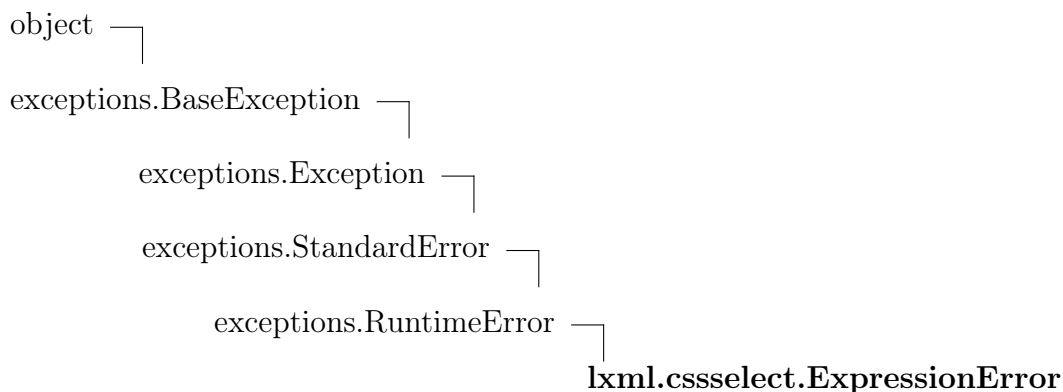 object
exceptions.BaseException
exceptions.Exception
exceptions.StandardError
exceptions.RuntimeError
lxml.cssselect.ExpressionError